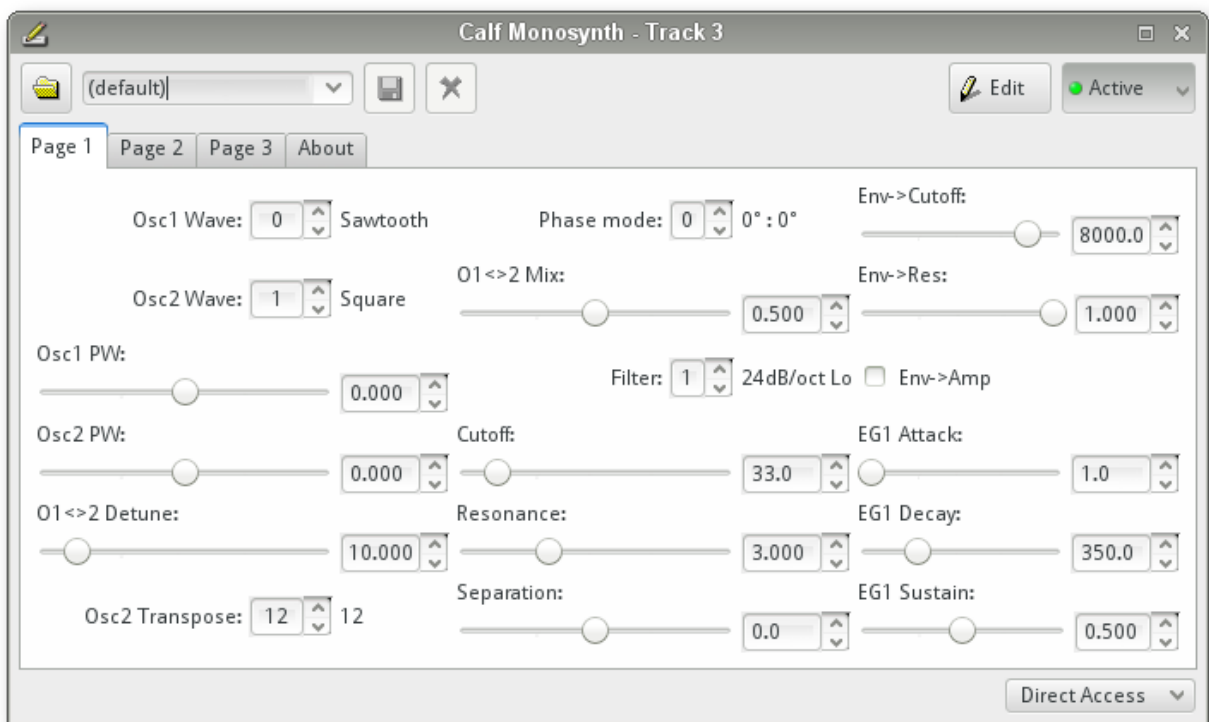 Calf Monosynth - Track 3
(default) Edit Active
Page 1 Page 2 Page 3 About
Env->Cutoff:
Osc1 Wave: 0 Sawtooth Phase mode: 0 0° : 0° 8000.0
O1<>2 Mix: Env->Res:
Osc2 Wave: 1 Square 0.500 1.000
Osc1 PW:
0.000 Filter: 1 24dB/oct Lo Env->Amp
Osc2 PW: Cutoff: EG1 Attack:
0.000 33.0 1.0
O1<>2 Detune: Resonance: EG1 Decay:
10.000 3.000 350.0
Separation: EG1 Sustain:
Osc2 Transpose: 12 12 0.0 0.500
Direct Access